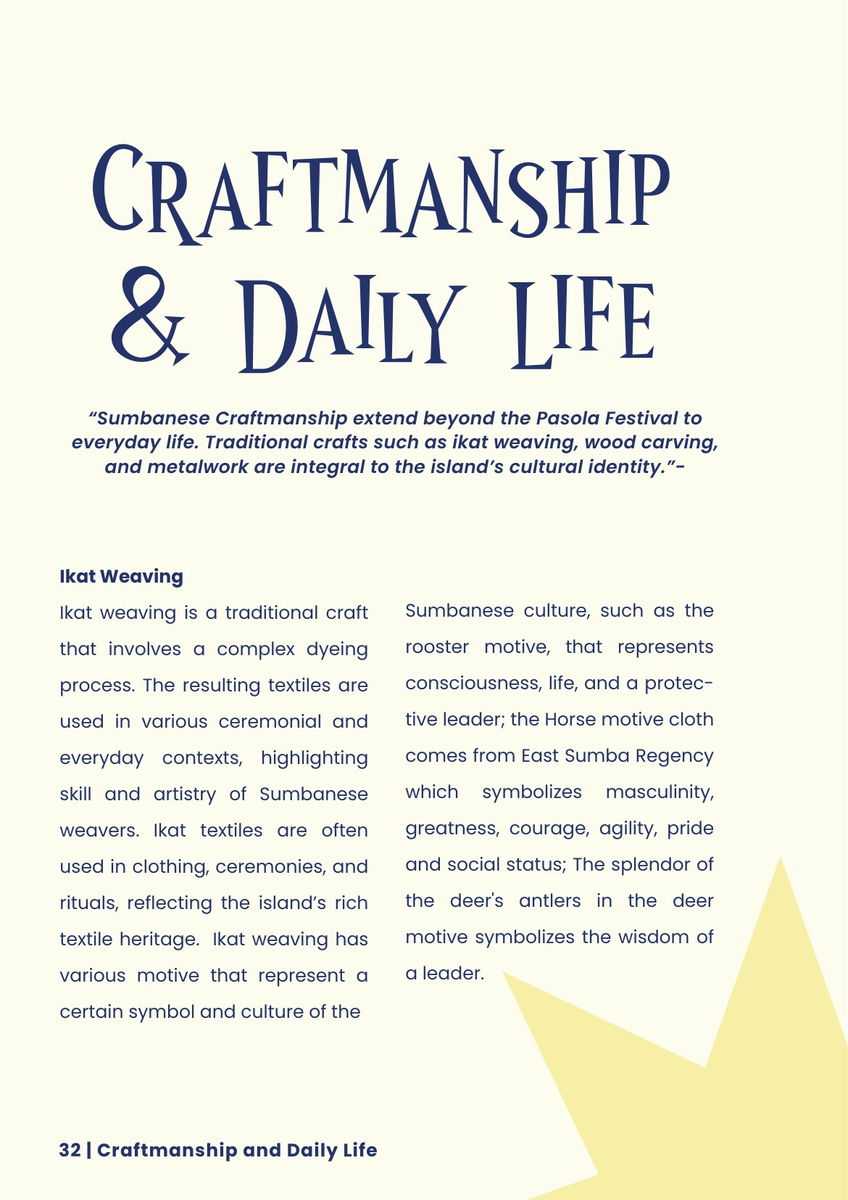 CRAFTMANSHIP
& DAILY LIFE
“Sumbanese Craftmanship extend beyond the Pasola Festival to
everyday life. Traditional crafts such as ikat weaving, wood carving,
and metalwork are integral to the island’s cultural identity.”-
Ikat Weaving
Ikat weaving is a traditional craft
that involves a complex dyeing
process. The resulting textiles are
used in various ceremonial and
everyday contexts, highlighting
skill and artistry of Sumbanese
weavers. Ikat textiles are often
used in clothing, ceremonies, and
rituals, reflecting the island’s rich
textile heritage.  Ikat weaving has
various motive that represent a
certain symbol and culture of the
Sumbanese culture, such as the
rooster motive, that represents
consciousness, life, and a protec-
tive leader; the Horse motive cloth
comes from East Sumba Regency
which symbolizes masculinity,
greatness, courage, agility, pride
and social status; The splendor of
the deer's antlers in the deer
motive symbolizes the wisdom of
a leader.
32 | Craftmanship and Daily Life